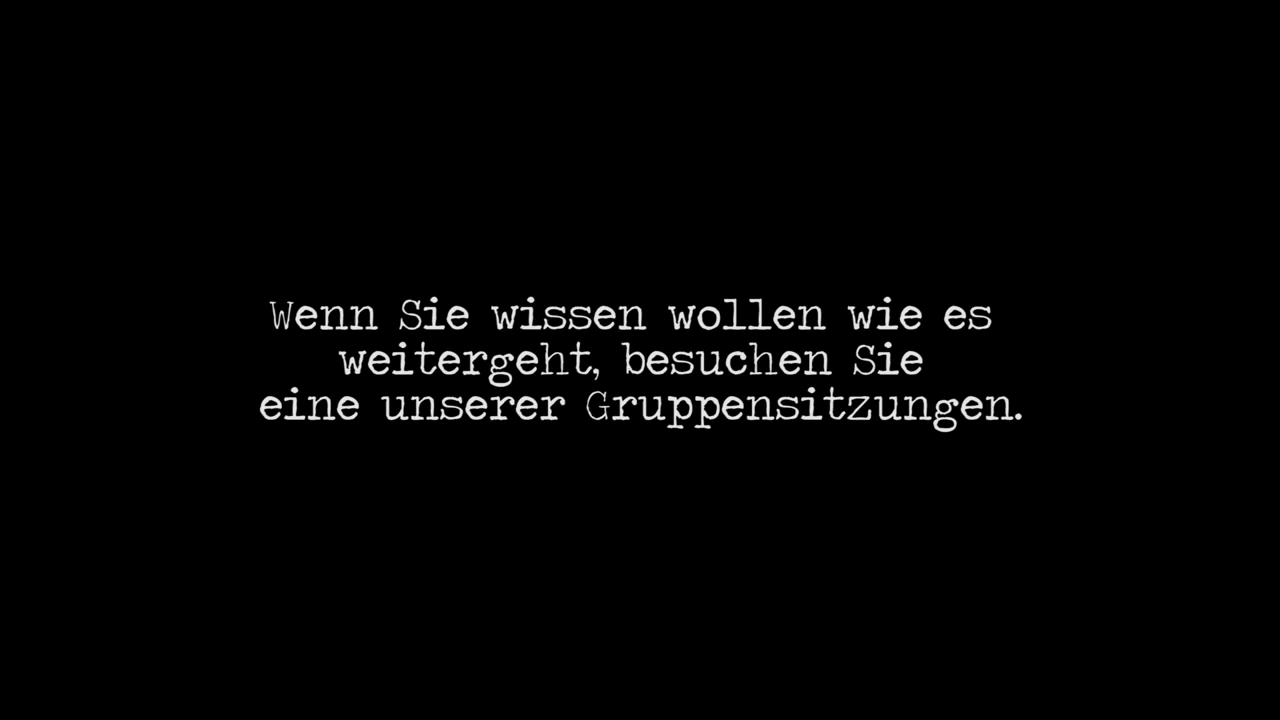 Wenn Sie wissen wollen wie es
weitergeht, besuchen Sie
eine unserer Gruppensitzungen.